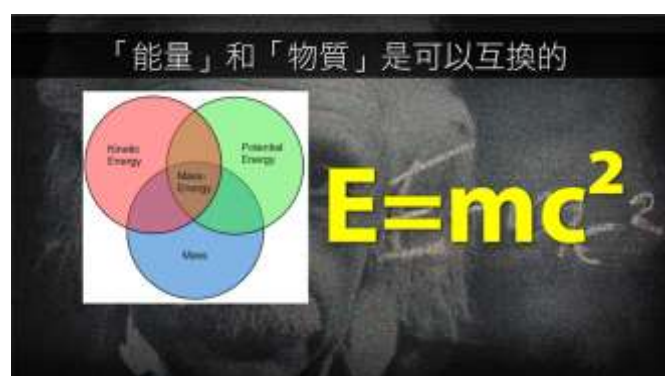 「能量」和「物質」是可以互換的
Kinetic
Energy
Potential
Energy
Mass-
Energy
Mass
E=mc²